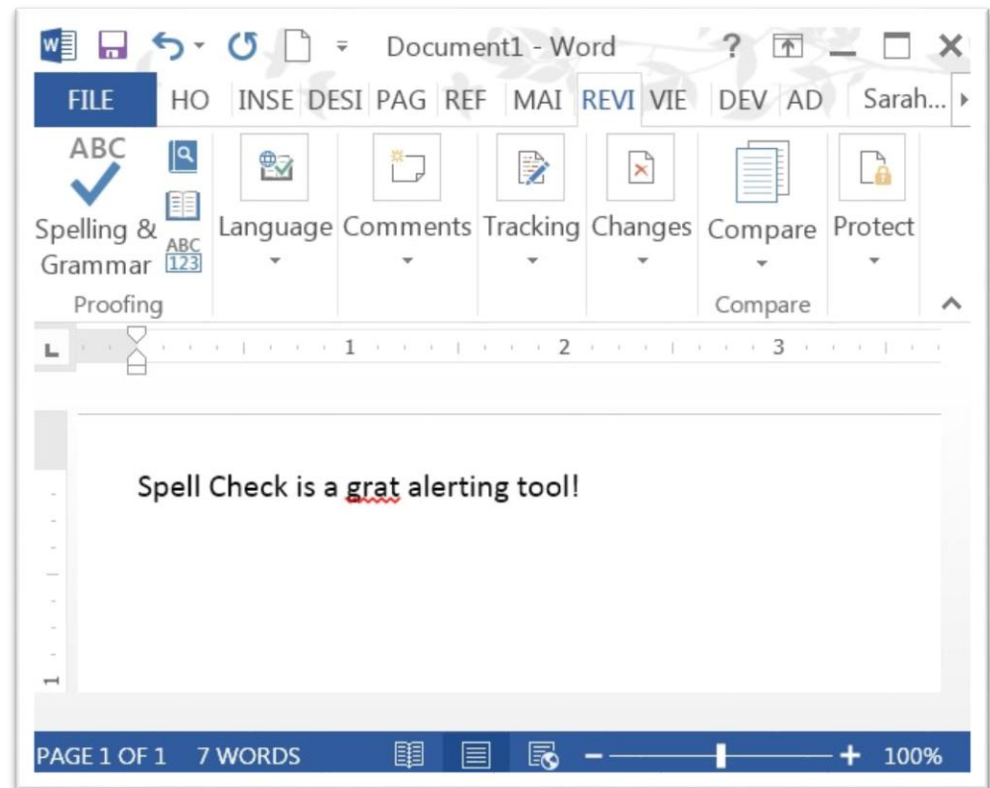 W Document1 - Word ?
FILE HO INSE DESI PAG REF MAI REVI VIE DEV AD Sarah...
ABC
Spelling & Grammar
ABC 123
Language Comments Tracking Changes Compare Protect
Proofing Compare
L 1 2 3
Spell Check is a grat alerting tool!
1
PAGE 1 OF 1 7 WORDS 100%